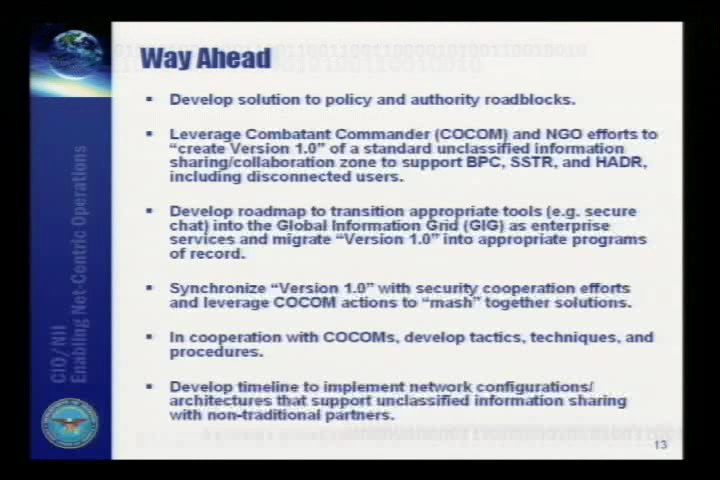 Way Ahead
▪ Develop solution to policy and authority roadblocks.
▪ Leverage Combatant Commander (COCOM) and NGO efforts to
“create Version 1.0” of a standard unclassified information
sharing/collaboration zone to support BPC, SSTR, and HADR,
including disconnected users.
▪ Develop roadmap to transition appropriate tools (e.g. secure
chat) into the Global Information Grid (GIG) as enterprise
services and migrate “Version 1.0” into appropriate programs
of record.
▪ Synchronize “Version 1.0” with security cooperation efforts
and leverage COCOM actions to “mash” together solutions.
▪ In cooperation with COCOMs, develop tactics, techniques, and
procedures.
▪ Develop timeline to implement network configurations/
architectures that support unclassified information sharing
with non-traditional partners.
CIO/NII
Enabling Net-Centric Operations
13